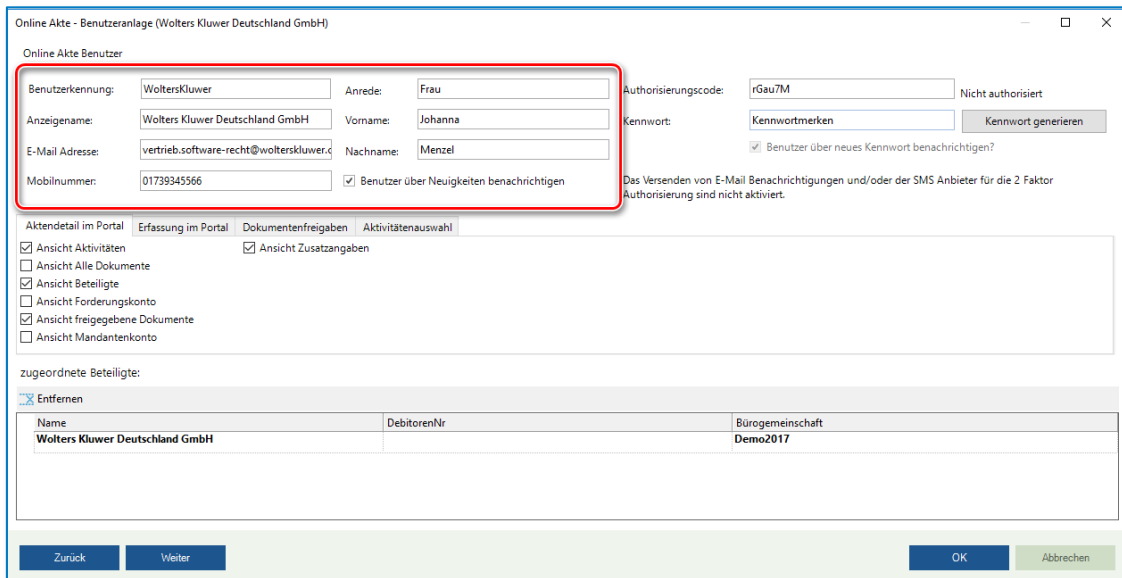 Online Akte - Benutzeranlage (Wolters Kluwer Deutschland GmbH)
Online Akte Benutzer
Benutzerkennung: WoltersKluwer Anrede: Frau Authorisierungscode: rGau7M Nicht authorisiert
Anzeigename: Wolters Kluwer Deutschland GmbH Vorname: Johanna Kennwort: Kennwortmerken Kennwort generieren
E-Mail Adresse: vertrieb.software-recht@wolterskluwer.c Nachname: Menzel Benutzer über neues Kennwort benachrichtigen?
Mobilnummer: 01739345566 Benutzer über Neuigkeiten benachrichtigen Das Versenden von E-Mail Benachrichtigungen und/oder der SMS Anbieter für die 2 Faktor
Authorisierung sind nicht aktiviert.
Aktendetail im Portal Erfassung im Portal Dokumentenfreigaben Aktivitätenauswahl
Ansicht Aktivitäten Ansicht Zusatzangaben
Ansicht Alle Dokumente
Ansicht Beteiligte
Ansicht Forderungskonto
Ansicht freigegebene Dokumente
Ansicht Mandantenkonto
zugeordnete Beteiligte:
Entfernen
Name DebitorenNr Bürogemeinschaft
Wolters Kluwer Deutschland GmbH Demo2017
Zurück Weiter OK Abbrechen